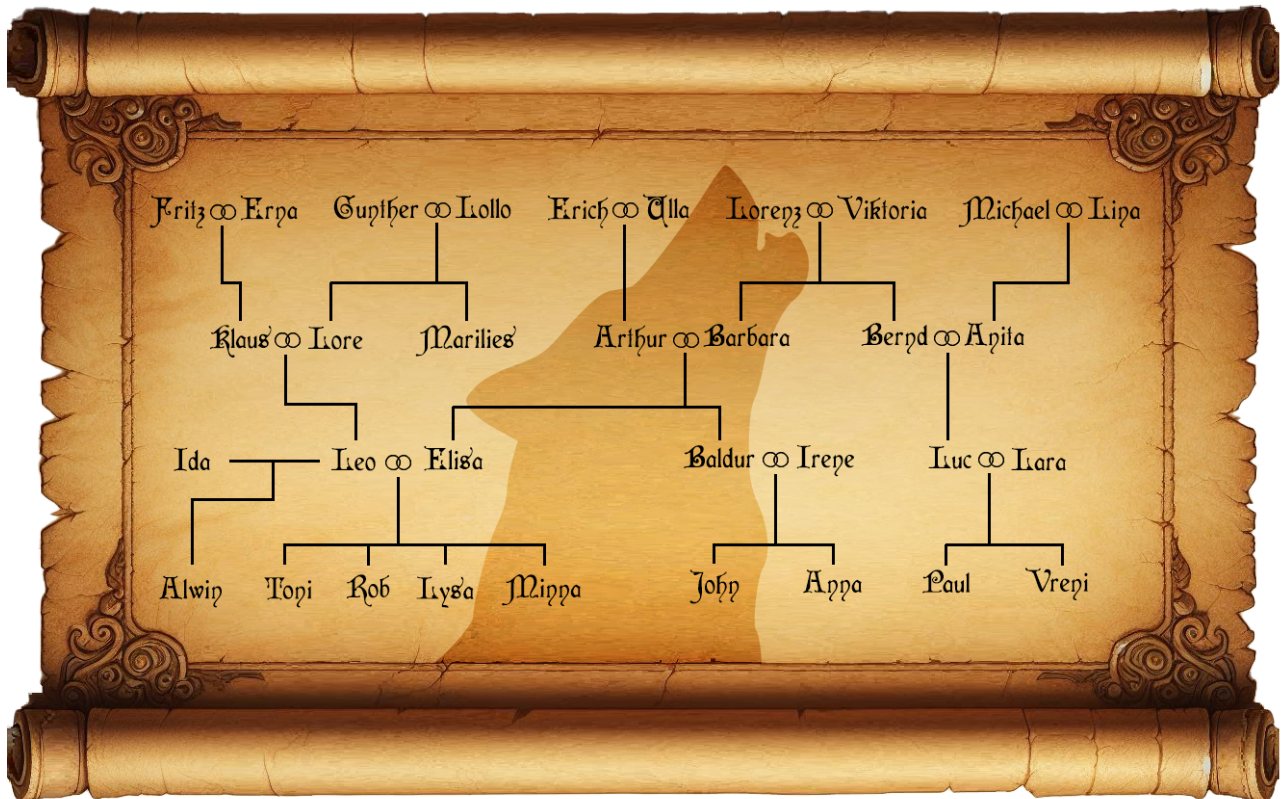 Fritz ⚭ Erna Gunther ⚭ Lollo Erich ⚭ Ulla Lorenz ⚭ Viktoria Michael ⚭ Lina
Klaus ⚭ Lore Marilies Arthur ⚭ Barbara Bernd ⚭ Anita
Ida Leo ⚭ Elisa Baldur ⚭ Irene Luc ⚭ Lara
Alwin Toni Rob Lysa Minna John Anna Paul Vreni